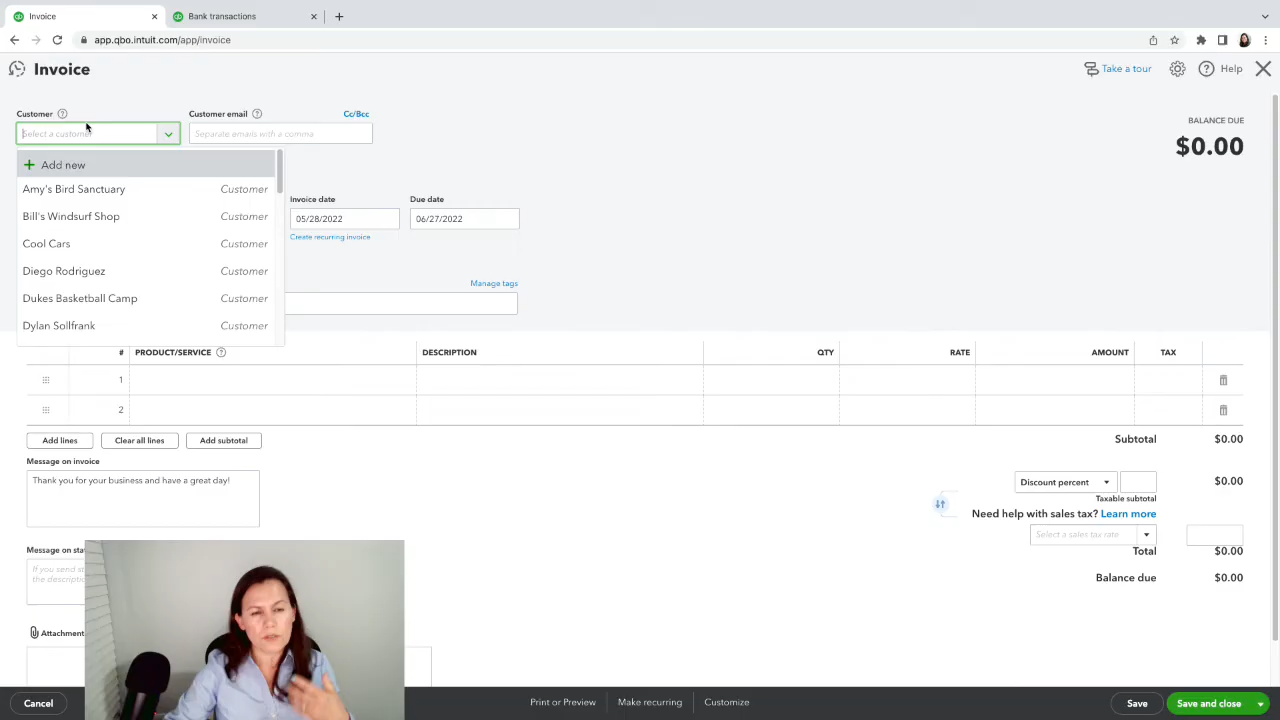 Invoice
Bank transactions
app.qbo.intuit.com/app/invoice
Invoice
Take a tour
Help
Customer
Customer email
Cc/Bcc
BALANCE DUE
Select a customer
Separate emails with a comma
$0.00
Add new
Amy's Bird Sanctuary Customer
Bill's Windsurf Shop Customer
Cool Cars Customer
Diego Rodriguez Customer
Dukes Basketball Camp Customer
Dylan Sollfrank Customer
Invoice date
Due date
05/28/2022
06/27/2022
Create recurring invoice
Manage tags
# PRODUCT/SERVICE DESCRIPTION QTY RATE AMOUNT TAX
1
2
Add lines
Clear all lines
Add subtotal
Subtotal $0.00
Message on invoice
Thank you for your business and have a great day!
Discount percent
$0.00
Taxable subtotal
Need help with sales tax? Learn more
Select a sales tax rate
Total $0.00
Balance due $0.00
Message on
If you send
the descripti
Attachment
Cancel
Print or Preview
Make recurring
Customize
Save
Save and close